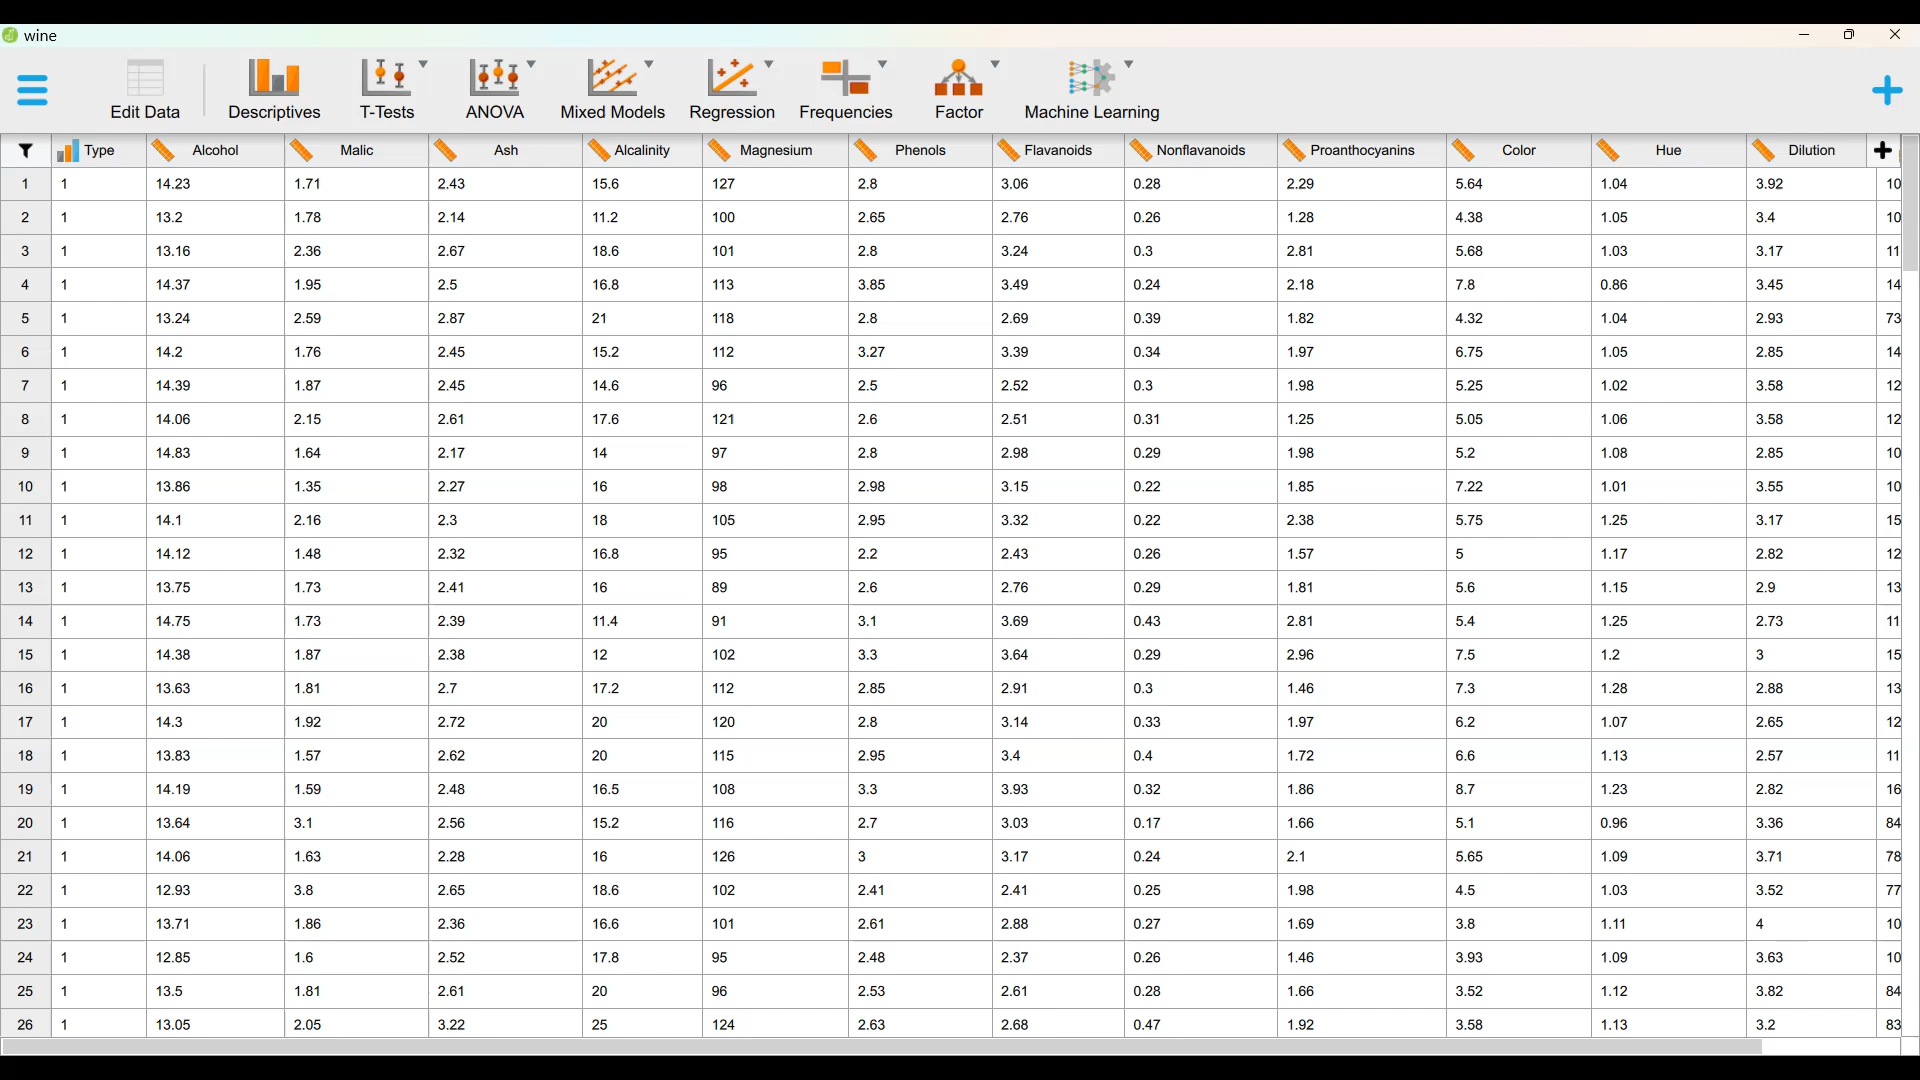 wine
Edit Data Descriptives T-Tests ANOVA Mixed Models Regression Frequencies Factor Machine Learning
Type Alcohol Malic Ash Alcalinity Magnesium Phenols Flavanoids Nonflavanoids Proanthocyanins Color Hue Dilution
1 1 14.23 1.71 2.43 15.6 127 2.8 3.06 0.28 2.29 5.64 1.04 3.92 10
2 1 13.2 1.78 2.14 11.2 100 2.65 2.76 0.26 1.28 4.38 1.05 3.4 10
3 1 13.16 2.36 2.67 18.6 101 2.8 3.24 0.3 2.81 5.68 1.03 3.17 11
4 1 14.37 1.95 2.5 16.8 113 3.85 3.49 0.24 2.18 7.8 0.86 3.45 14
5 1 13.24 2.59 2.87 21 118 2.8 2.69 0.39 1.82 4.32 1.04 2.93 73
6 1 14.2 1.76 2.45 15.2 112 3.27 3.39 0.34 1.97 6.75 1.05 2.85 14
7 1 14.39 1.87 2.45 14.6 96 2.5 2.52 0.3 1.98 5.25 1.02 3.58 12
8 1 14.06 2.15 2.61 17.6 121 2.6 2.51 0.31 1.25 5.05 1.06 3.58 12
9 1 14.83 1.64 2.17 14 97 2.8 2.98 0.29 1.98 5.2 1.08 2.85 10
10 1 13.86 1.35 2.27 16 98 2.98 3.15 0.22 1.85 7.22 1.01 3.55 10
11 1 14.1 2.16 2.3 18 105 2.95 3.32 0.22 2.38 5.75 1.25 3.17 15
12 1 14.12 1.48 2.32 16.8 95 2.2 2.43 0.26 1.57 5 1.17 2.82 12
13 1 13.75 1.73 2.41 16 89 2.6 2.76 0.29 1.81 5.6 1.15 2.9 13
14 1 14.75 1.73 2.39 11.4 91 3.1 3.69 0.43 2.81 5.4 1.25 2.73 11
15 1 14.38 1.87 2.38 12 102 3.3 3.64 0.29 2.96 7.5 1.2 3 15
16 1 13.63 1.81 2.7 17.2 112 2.85 2.91 0.3 1.46 7.3 1.28 2.88 13
17 1 14.3 1.92 2.72 20 120 2.8 3.14 0.33 1.97 6.2 1.07 2.65 12
18 1 13.83 1.57 2.62 20 115 2.95 3.4 0.4 1.72 6.6 1.13 2.57 11
19 1 14.19 1.59 2.48 16.5 108 3.3 3.93 0.32 1.86 8.7 1.23 2.82 16
20 1 13.64 3.1 2.56 15.2 116 2.7 3.03 0.17 1.66 5.1 0.96 3.36 84
21 1 14.06 1.63 2.28 16 126 3 3.17 0.24 2.1 5.65 1.09 3.71 78
22 1 12.93 3.8 2.65 18.6 102 2.41 2.41 0.25 1.98 4.5 1.03 3.52 77
23 1 13.71 1.86 2.36 16.6 101 2.61 2.88 0.27 1.69 3.8 1.11 4 10
24 1 12.85 1.6 2.52 17.8 95 2.48 2.37 0.26 1.46 3.93 1.09 3.63 10
25 1 13.5 1.81 2.61 20 96 2.53 2.61 0.28 1.66 3.52 1.12 3.82 84
26 1 13.05 2.05 3.22 25 124 2.63 2.68 0.47 1.92 3.58 1.13 3.2 83